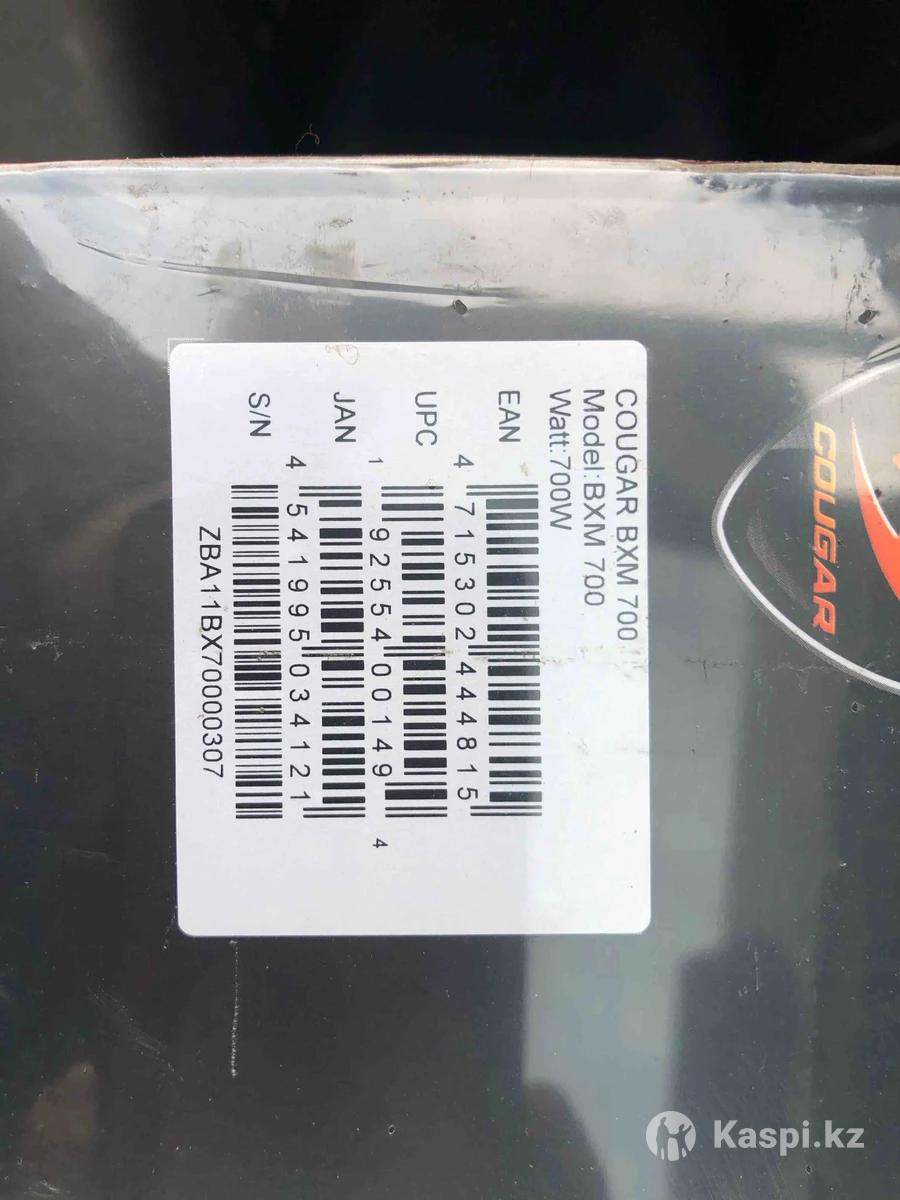 COUGAR BXM 700
Model:BXM 700
Watt:700W
EAN
4 715302 444815
UPC
1 92554 00149 4
JAN
4 541995 034121
S/N
ZBA11BX70000307
COUGAR
Kaspi.kz